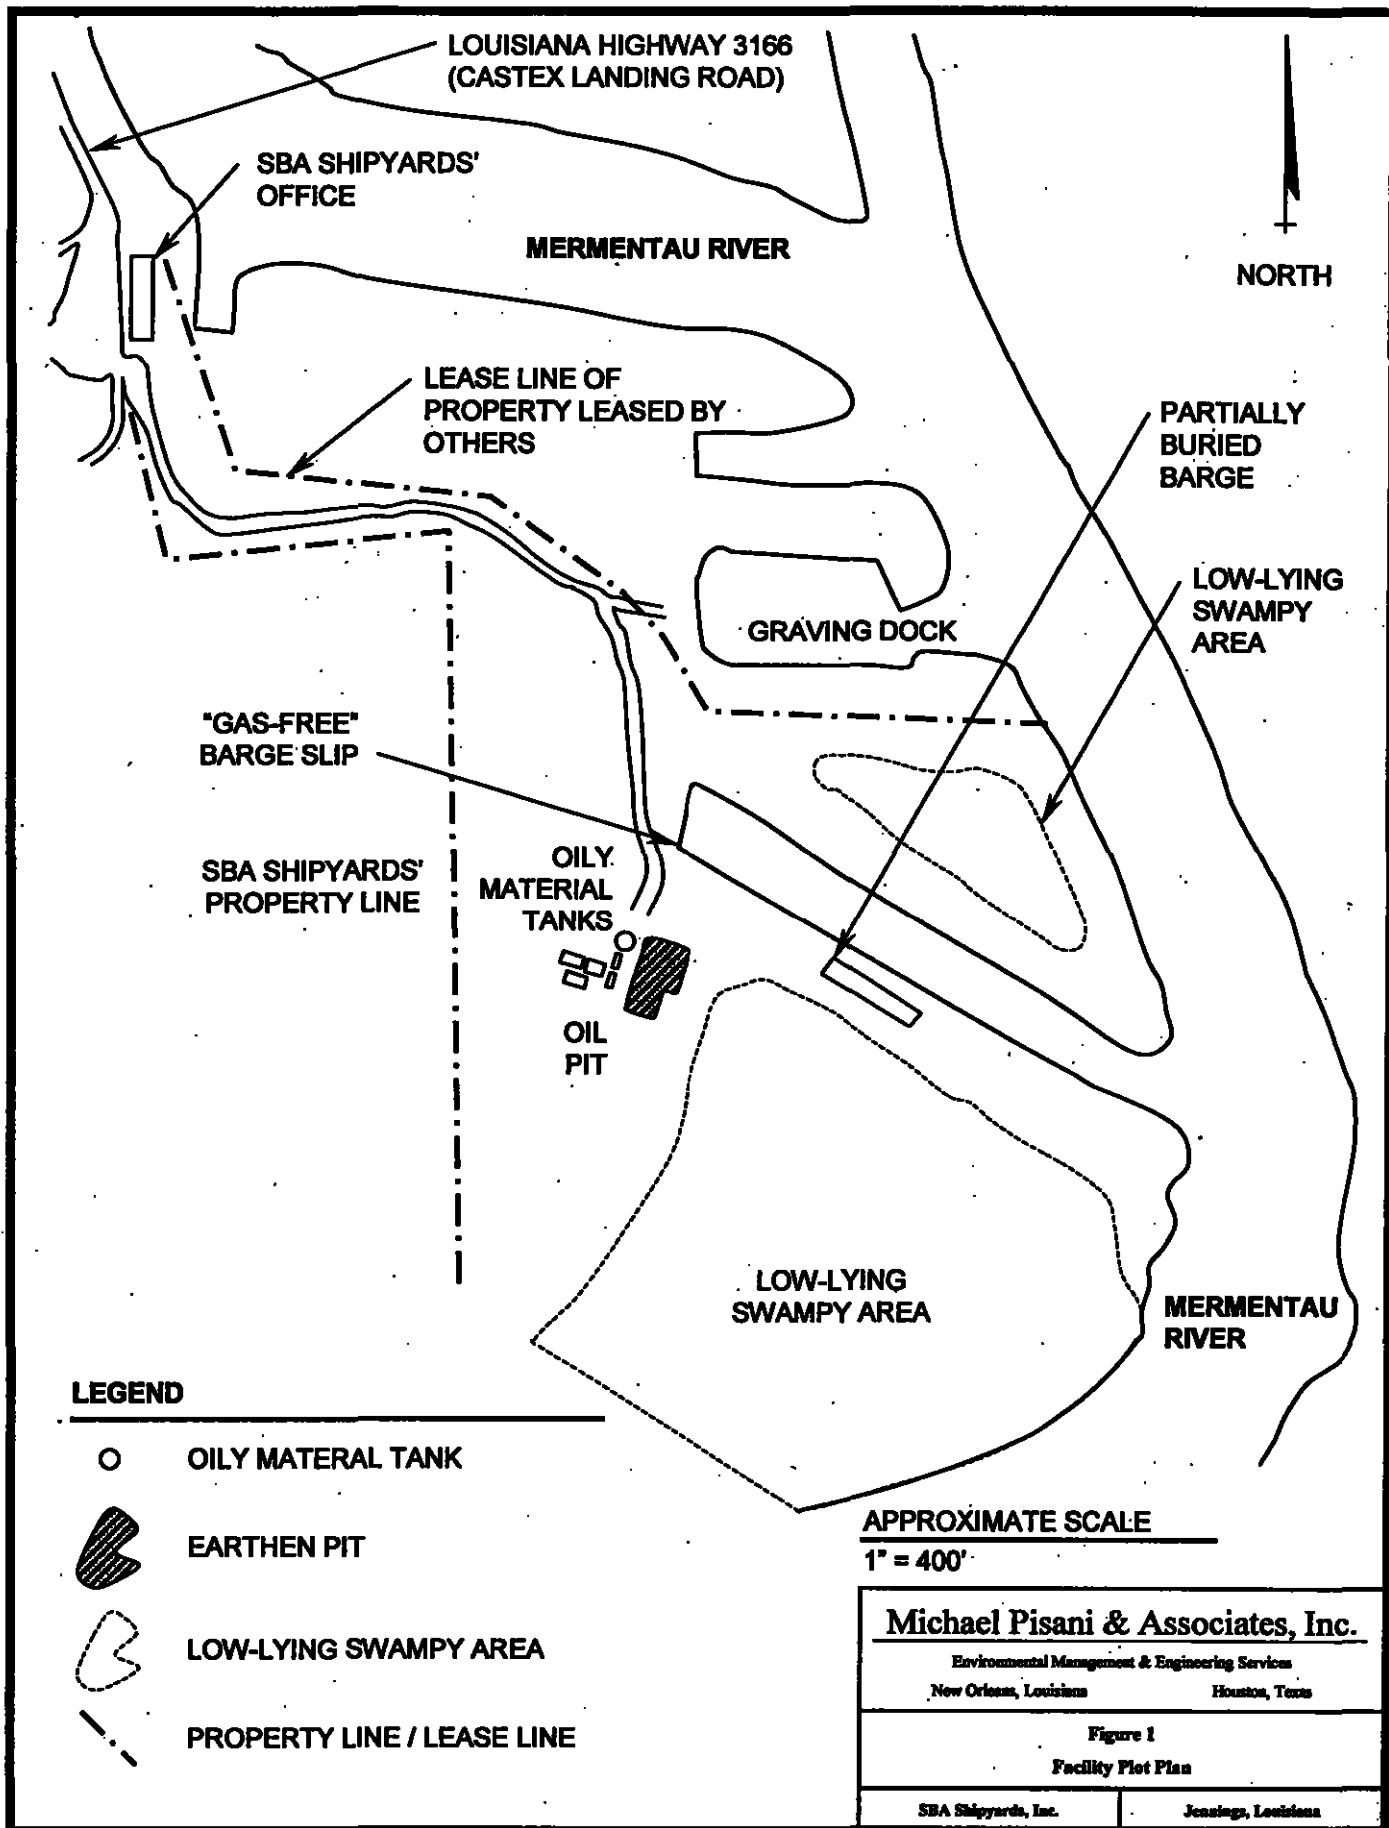 LOUISIANA HIGHWAY 3166
(CASTEX LANDING ROAD)
SBA SHIPYARDS'
OFFICE
MERMENTAU RIVER
NORTH
LEASE LINE OF
PROPERTY LEASED BY
OTHERS
PARTIALLY
BURIED
BARGE
LOW-LYING
SWAMPY
AREA
GRAVING DOCK
"GAS-FREE"
BARGE SLIP
SBA SHIPYARDS'
PROPERTY LINE
OILY
MATERIAL
TANKS
OIL
PIT
LOW-LYING
SWAMPY AREA
MERMENTAU
RIVER
LEGEND
OILY MATERAL TANK
EARTHEN PIT
LOW-LYING SWAMPY AREA
PROPERTY LINE / LEASE LINE
APPROXIMATE SCALE
1" = 400'
Michael Pisani & Associates, Inc.
Environmental Management & Engineering Services
New Orleans, Louisiana Houston, Texas
Figure 1
Facility Plot Plan
SBA Shipyards, Inc. Jennings, Louisiana